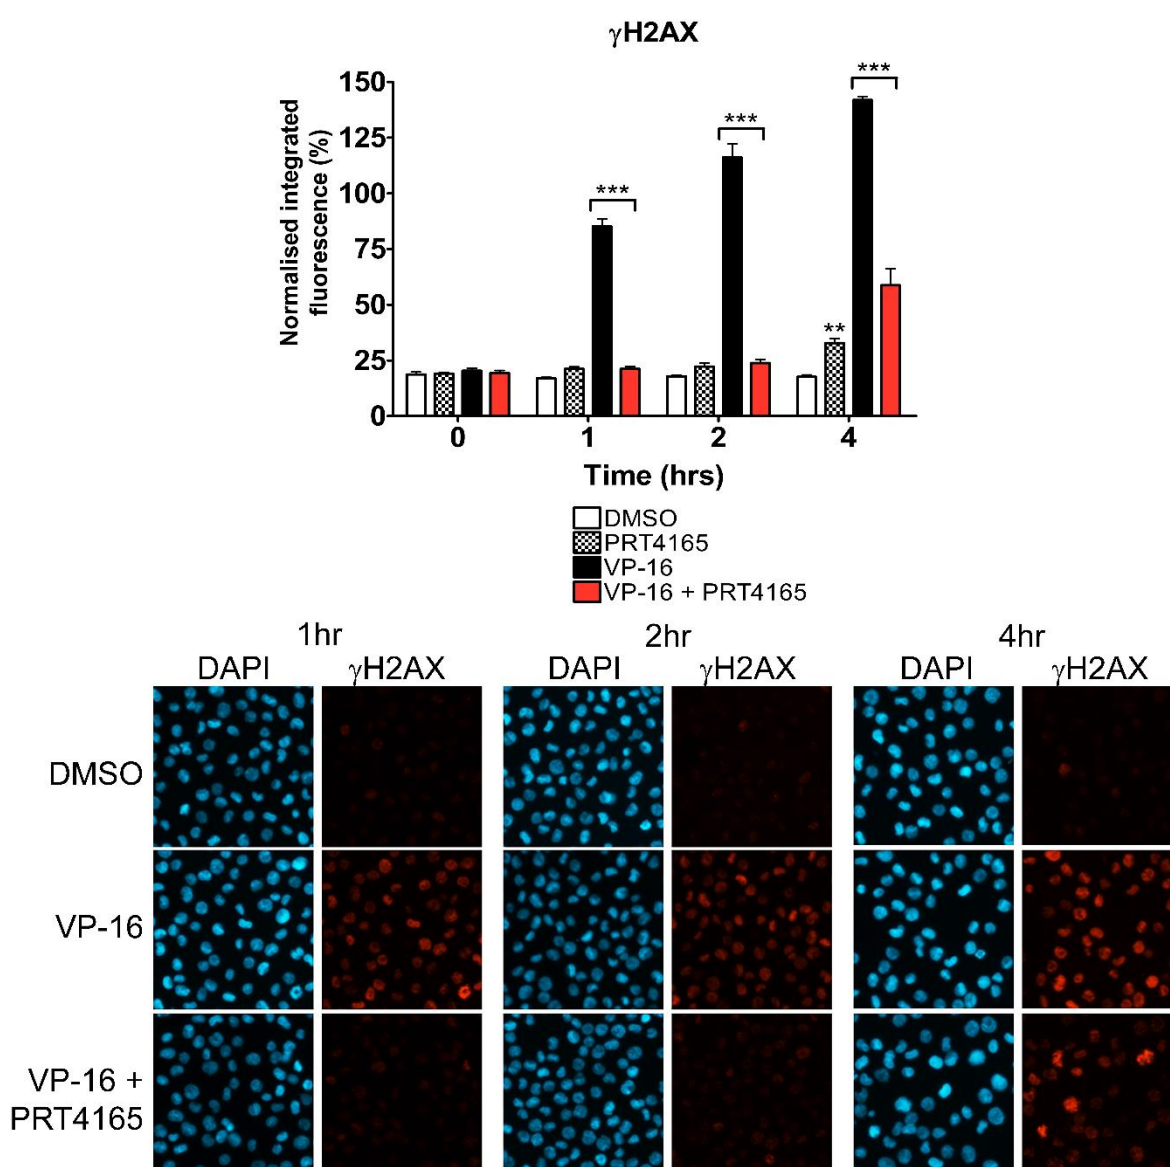 γH2AX
Normalised integrated
fluorescence (%)
150
125
100
75
50
25
0
***
***
***
**
0 1 2 4
Time (hrs)
DMSO
PRT4165
VP-16
VP-16 + PRT4165
1hr 2hr 4hr
DAPI γH2AX DAPI γH2AX DAPI γH2AX
DMSO
VP-16
VP-16 +
PRT4165